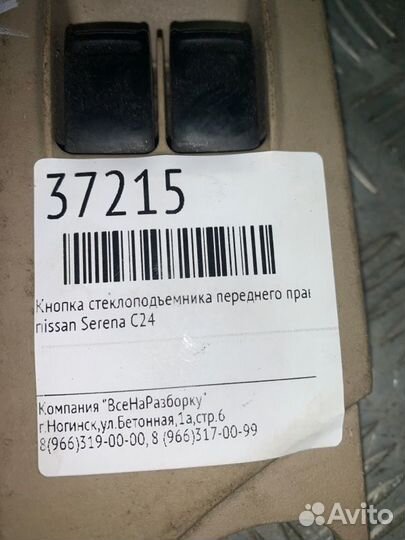 37215
Кнопка стеклоподъемника переднего прав
nissan Serena C24
Компания "ВсеНаРазборку"
г.Ногинск,ул.Бетонная,1а,стр.6
8(966)319-00-00, 8 (966)317-00-99
Avito